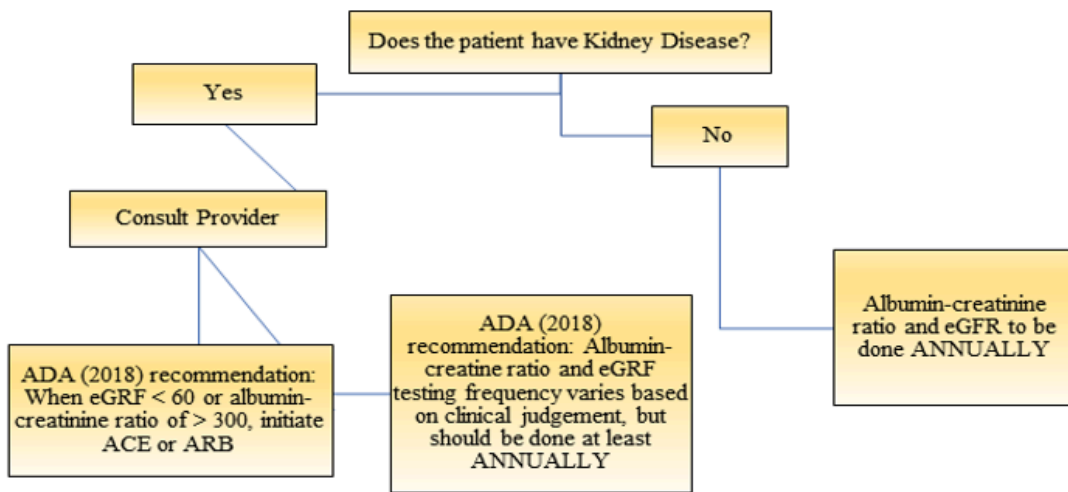 Does the patient have Kidney Disease?
Yes
No
Consult Provider
ADA (2018) recommendation:
When eGRF < 60 or albumin-
creatinine ratio of > 300, initiate
ACE or ARB
ADA (2018)
recommendation: Albumin-
creatine ratio and eGRF
testing frequency varies based
on clinical judgement, but
should be done at least
ANNUALLY
Albumin-creatinine
ratio and eGFR to be
done ANNUALLY